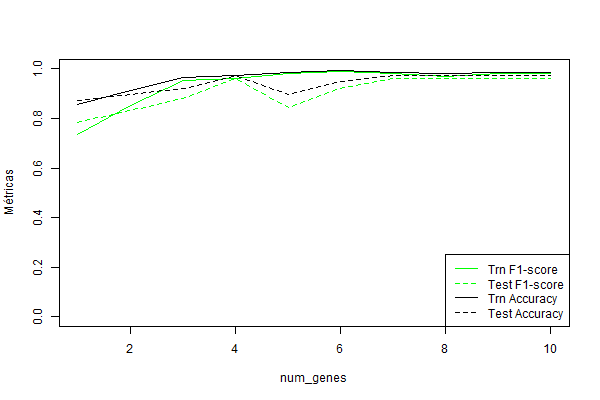 1.0
0.8
0.6
0.4
0.2
0.0
Métricas
2 4 6 8 10
num_genes
Trn F1-score
Test F1-score
Trn Accuracy
Test Accuracy